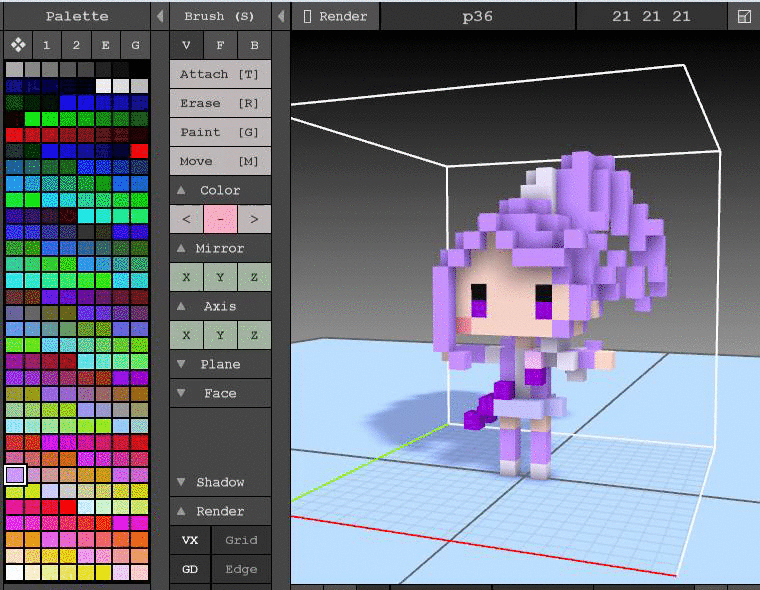 Palette
Brush (S)
Render
p36
21 21 21
1 2 E G
V F B
Attach [T]
Erase [R]
Paint [G]
Move [M]
Color
< - >
Mirror
X Y Z
Axis
X Y Z
Plane
Face
Shadow
Render
VX Grid
GD Edge